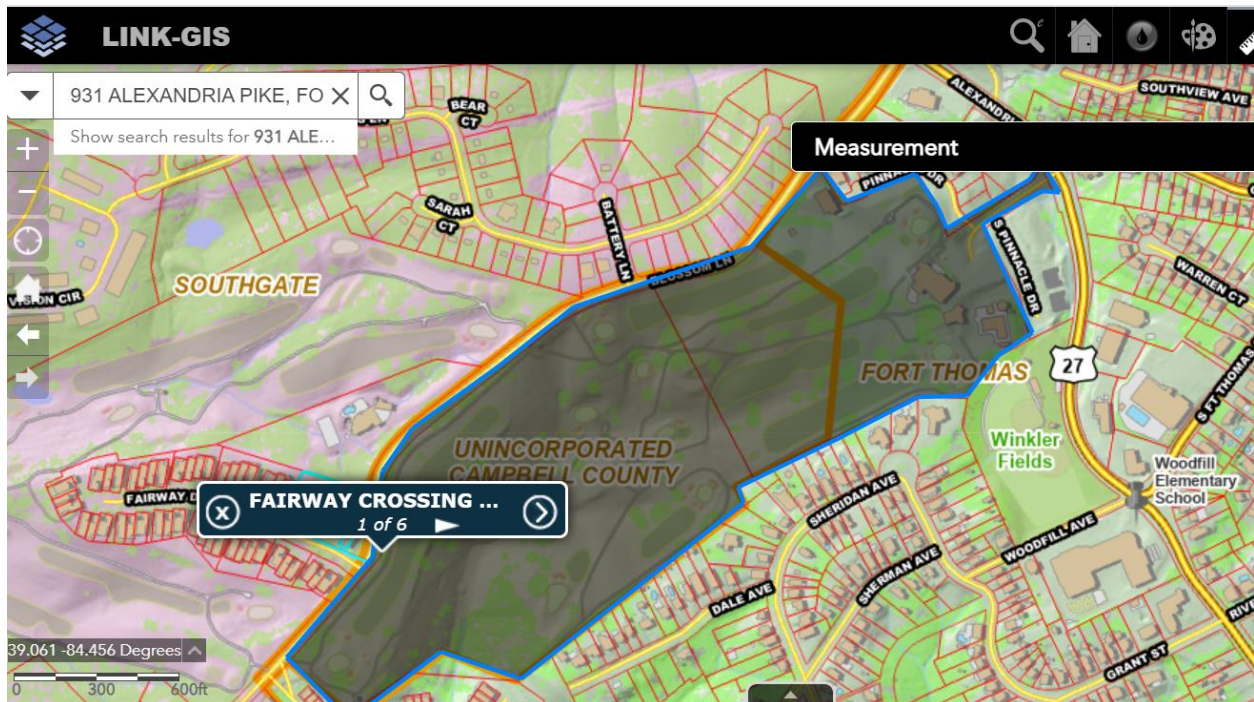 LINK-GIS
931 ALEXANDRIA PIKE, FO
Show search results for 931 ALE...
Measurement
BEAR
CT
SOUTHVIEW AVE
SARAH
CT
BATTERY LN
BLOSSOM LN
S PINNACLE DR
WARREN CT
SOUTHGATE
FORT THOMAS
27
S FT THOMAS
UNINCORPORATED
CAMPBELL COUNTY
Winkler
Fields
Woodfill
Elementary
School
FAIRWAY CROSSING ...
1 of 6
SHERIDAN AVE
WOODFILL AVE
SHERMAN AVE
DALE AVE
GRANT ST
39.061 -84.456 Degrees
0 300 600ft